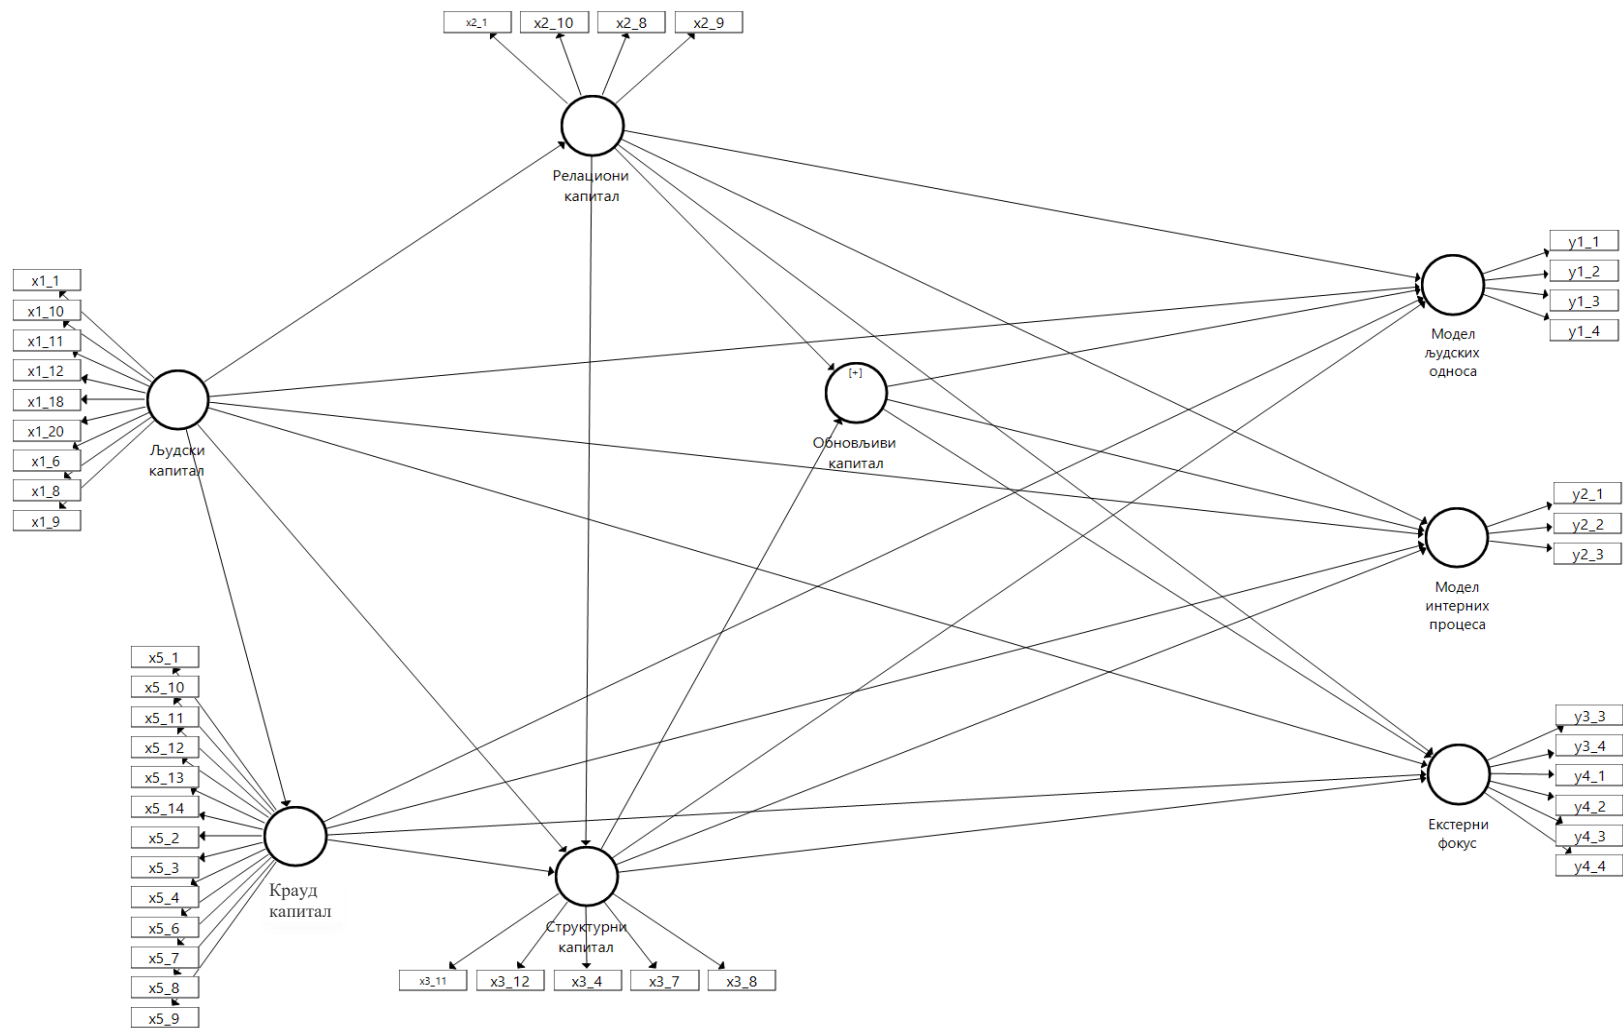 x2_1
x2_10
x2_8
x2_9
Релациони
капитал
x1_1
x1_10
x1_11
x1_12
x1_18
x1_20
x1_6
x1_8
x1_9
Људски
капитал
[+]
Обновљиви
капитал
y1_1
y1_2
y1_3
y1_4
Модел
људских
односа
y2_1
y2_2
y2_3
Модел
интерних
процеса
x5_1
x5_10
x5_11
x5_12
x5_13
x5_14
x5_2
x5_3
x5_4
x5_6
x5_7
x5_8
x5_9
Крауд
капитал
Структурни
капитал
x3_11
x3_12
x3_4
x3_7
x3_8
y3_3
y3_4
y4_1
y4_2
y4_3
y4_4
Екстерни
фокус